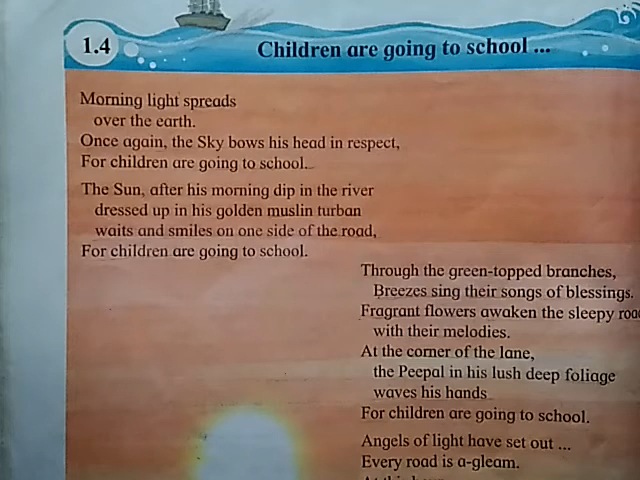 1.4
Children are going to school ...
Morning light spreads
over the earth.
Once again, the Sky bows his head in respect,
For children are going to school...
The Sun, after his morning dip in the river
dressed up in his golden muslin turban
waits and smiles on one side of the road,
For children are going to school.
Through the green-topped branches,
Breezes sing their songs of blessings.
Fragrant flowers awaken the sleepy
with their melodies.
At the corner of the lane,
the Peepal in his lush deep foliage
waves his hands
For children are going to school.
Angels of light have set out ...
Every road is a-gleam.